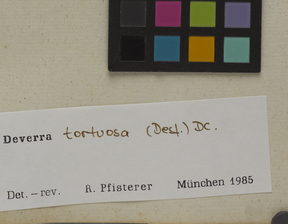 Deverra tortuosa (Desf.) DC.
Det. – rev. R. Pfisterer München 1985